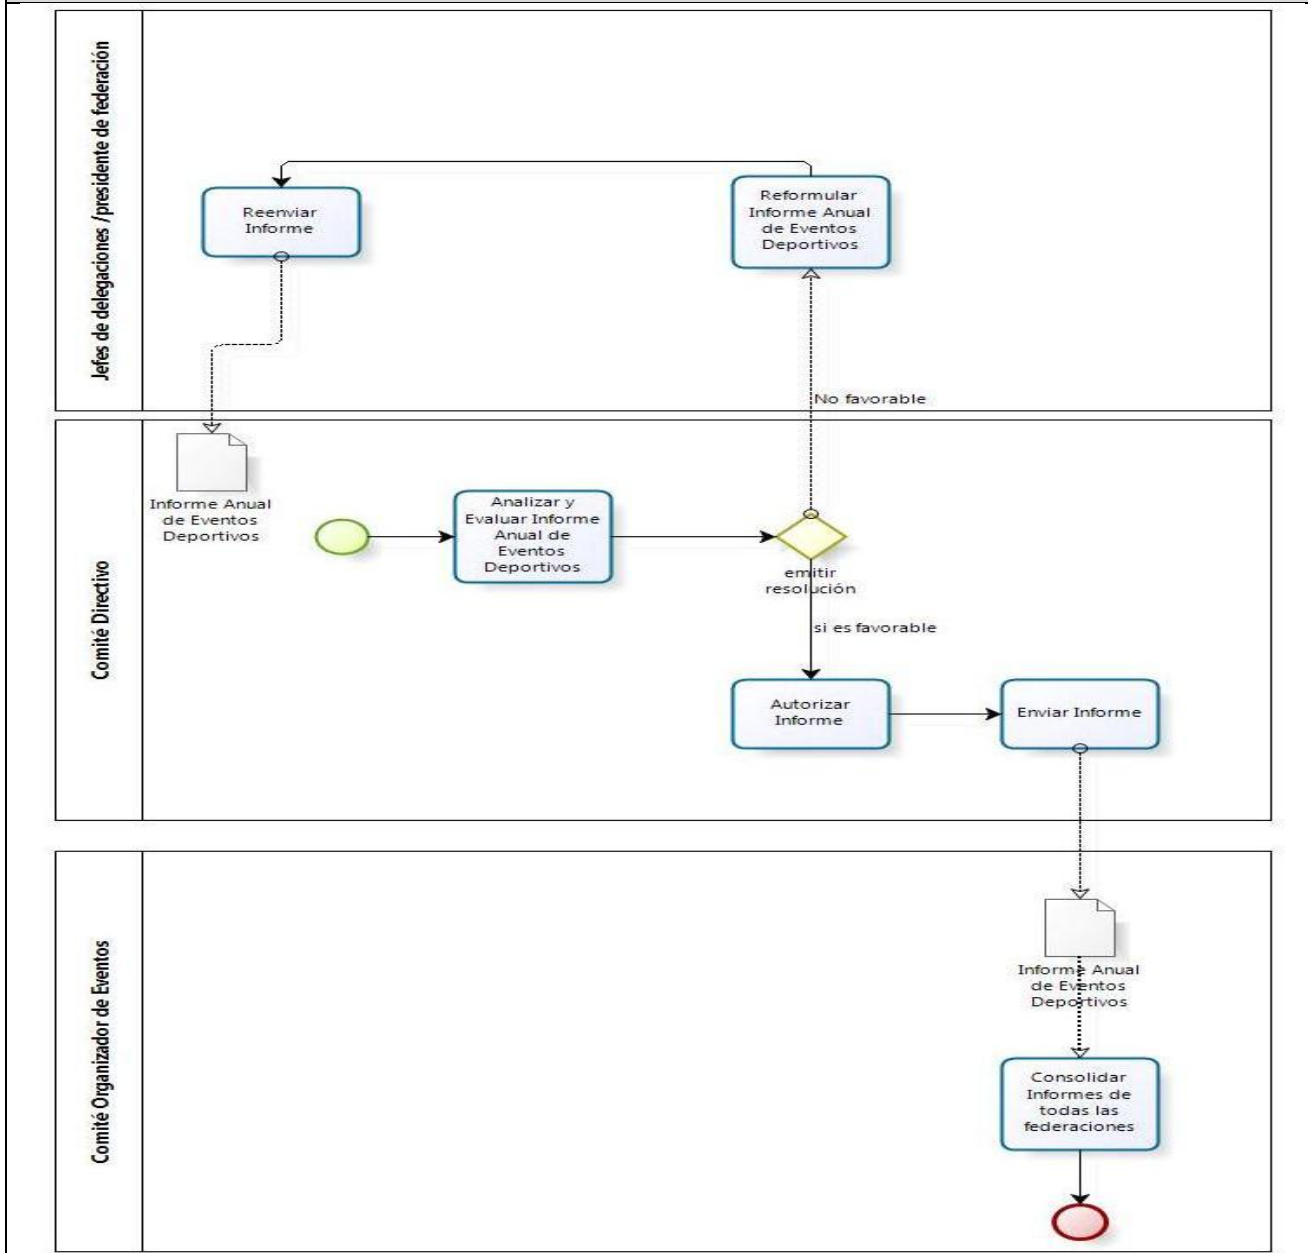 Jefes de delegaciones /presidente de federación
Reenviar
Informe
Reformular
Informe Anual
de Eventos
Deportivos
No favorable
Comité Directivo
Informe Anual
de Eventos
Deportivos
Analizar y
Evaluar Informe
Anual de
Eventos
Deportivos
emitir
resolución
si es favorable
Autorizar
Informe
Enviar Informe
Comité Organizador de Eventos
Informe Anual
de Eventos
Deportivos
Consolidar
Informes de
todas las
federaciones